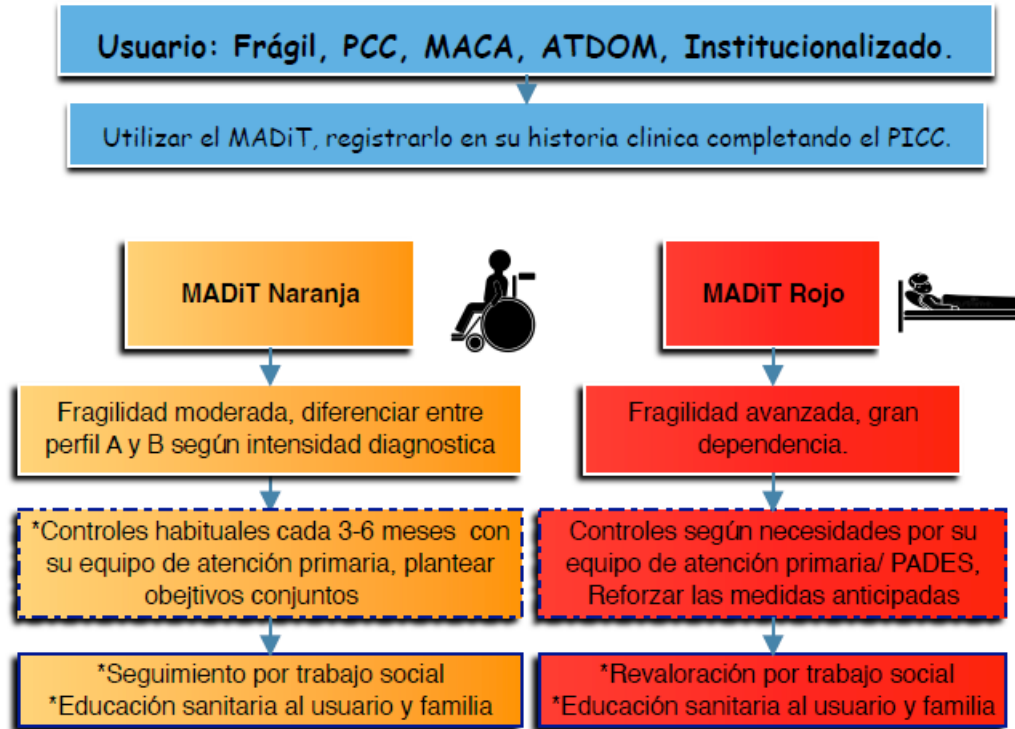 Usuario: Frágil, PCC, MACA, ATDOM, Institucionalizado.
Utilizar el MADiT, registrarlo en su historia clinica completando el PICC.
MADiT Naranja
Fragilidad moderada, diferenciar entre
perfil A y B según intensidad diagnostica
*Controles habituales cada 3-6 meses con
su equipo de atención primaria, plantear
obejtivos conjuntos
*Seguimiento por trabajo social
*Educación sanitaria al usuario y familia
MADiT Rojo
Fragilidad avanzada, gran
dependencia.
Controles según necesidades por su
equipo de atención primaria/ PADES,
Reforzar las medidas anticipadas
*Revaloración por trabajo social
*Educación sanitaria al usuario y familia